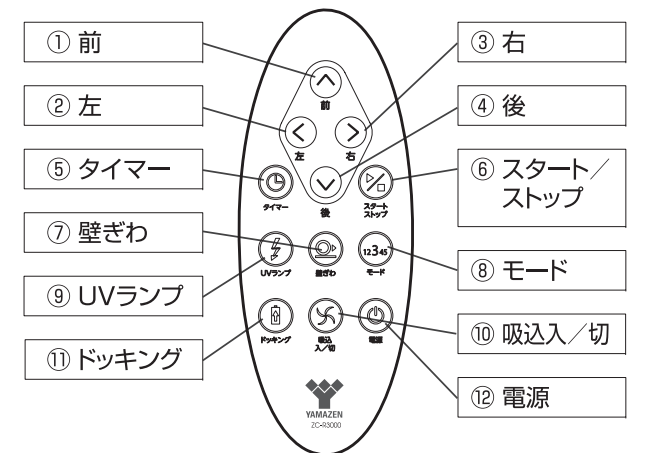 ① 前
② 左
③ 右
④ 後
⑤ タイマー
⑥ スタート／
ストップ
⑦ 壁ぎわ
⑧ モード
⑨ UVランプ
⑩ 吸込入／切
⑪ ドッキング
⑫ 電源
前
左
右
後
タイマー
スタート
ストップ
12345
UVランプ
壁ぎわ
モード
ドッキング
吸込
入／切
電源
YAMAZEN
ZC-R3000